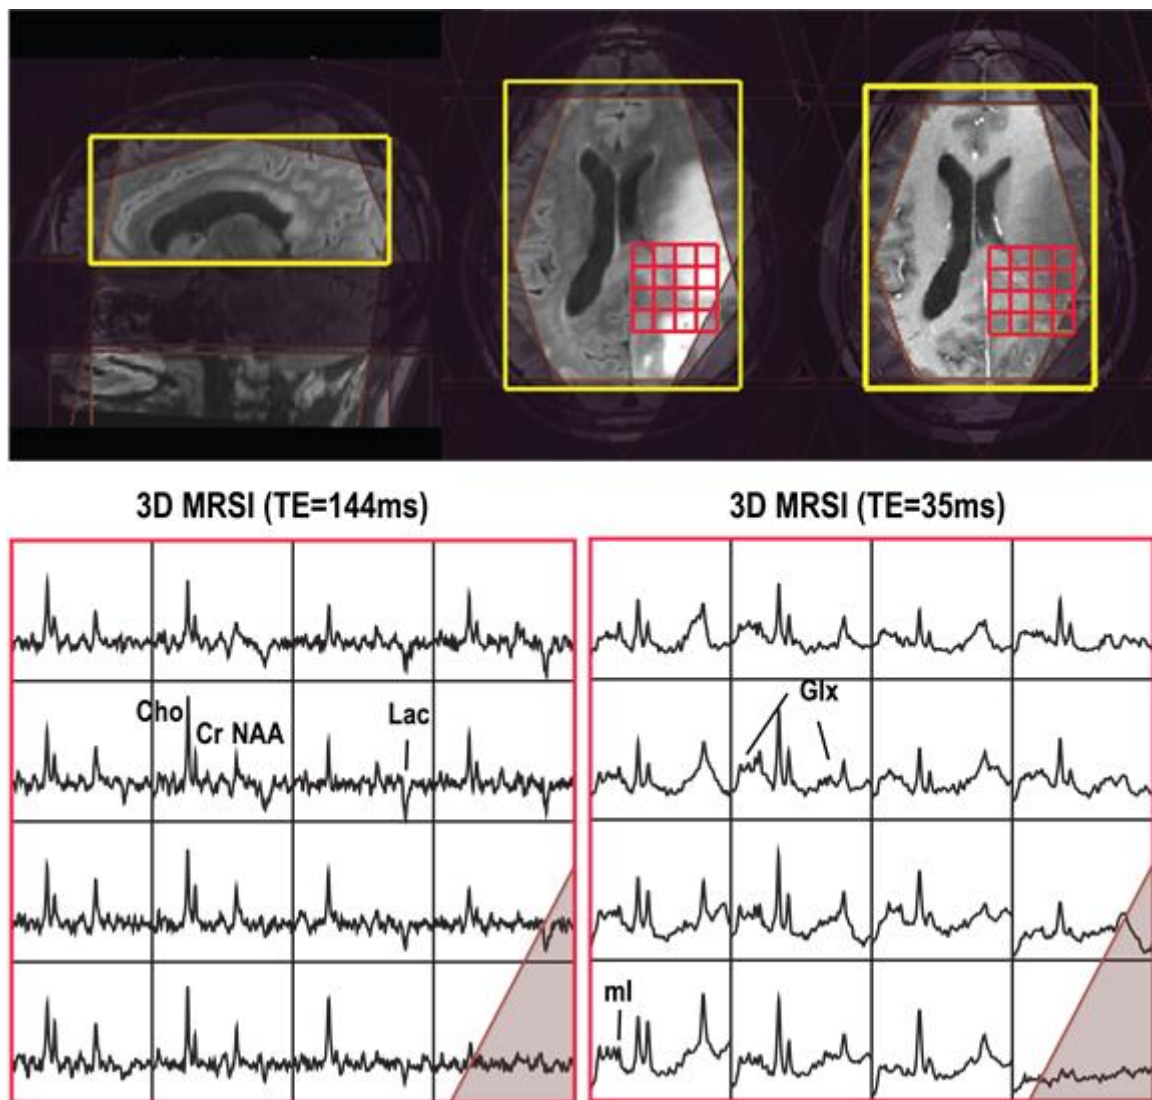 3D MRSI (TE=144ms)
3D MRSI (TE=35ms)
Cho
Cr NAA
Lac
Glx
mI